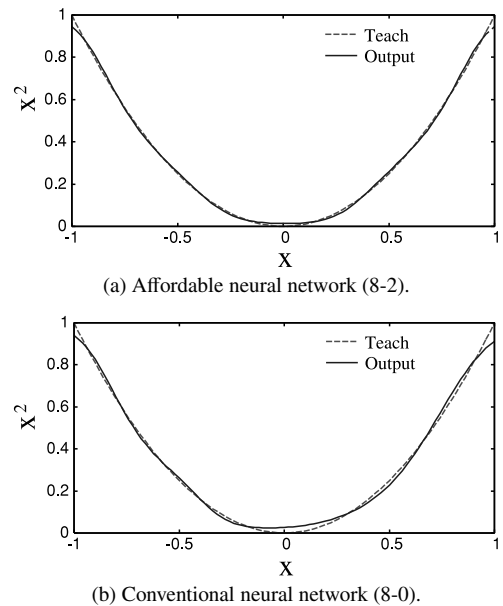 1
0.8
0.6
0.4
0.2
0
X²
Teach
Output
-1 -0.5 0 0.5 1
X
(a) Affordable neural network (8-2).
1
0.8
0.6
0.4
0.2
0
X²
Teach
Output
-1 -0.5 0 0.5 1
X
(b) Conventional neural network (8-0).